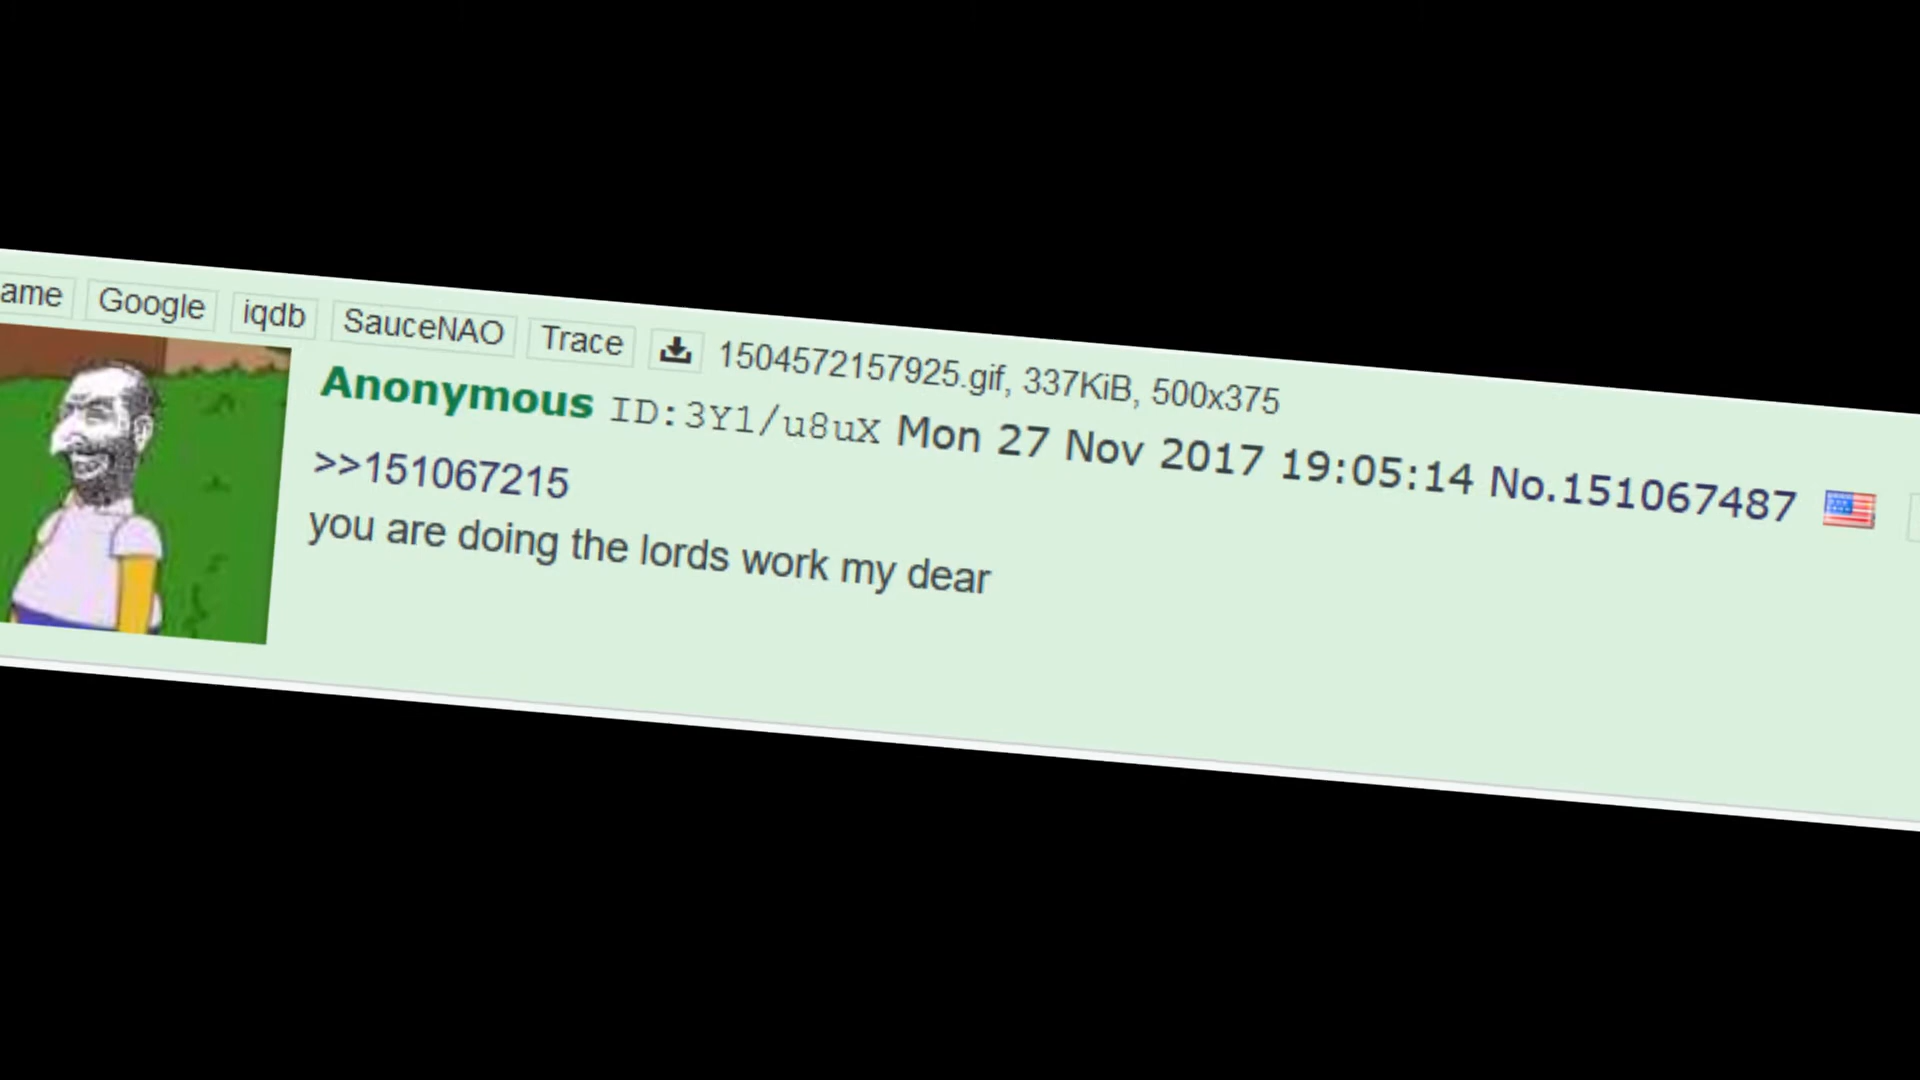 ame Google iqdb SauceNAO Trace 1504572157925.gif, 337KiB, 500x375
Anonymous ID:3Y1/u8uX Mon 27 Nov 2017 19:05:14 No.151067487
>>151067215
you are doing the lords work my dear